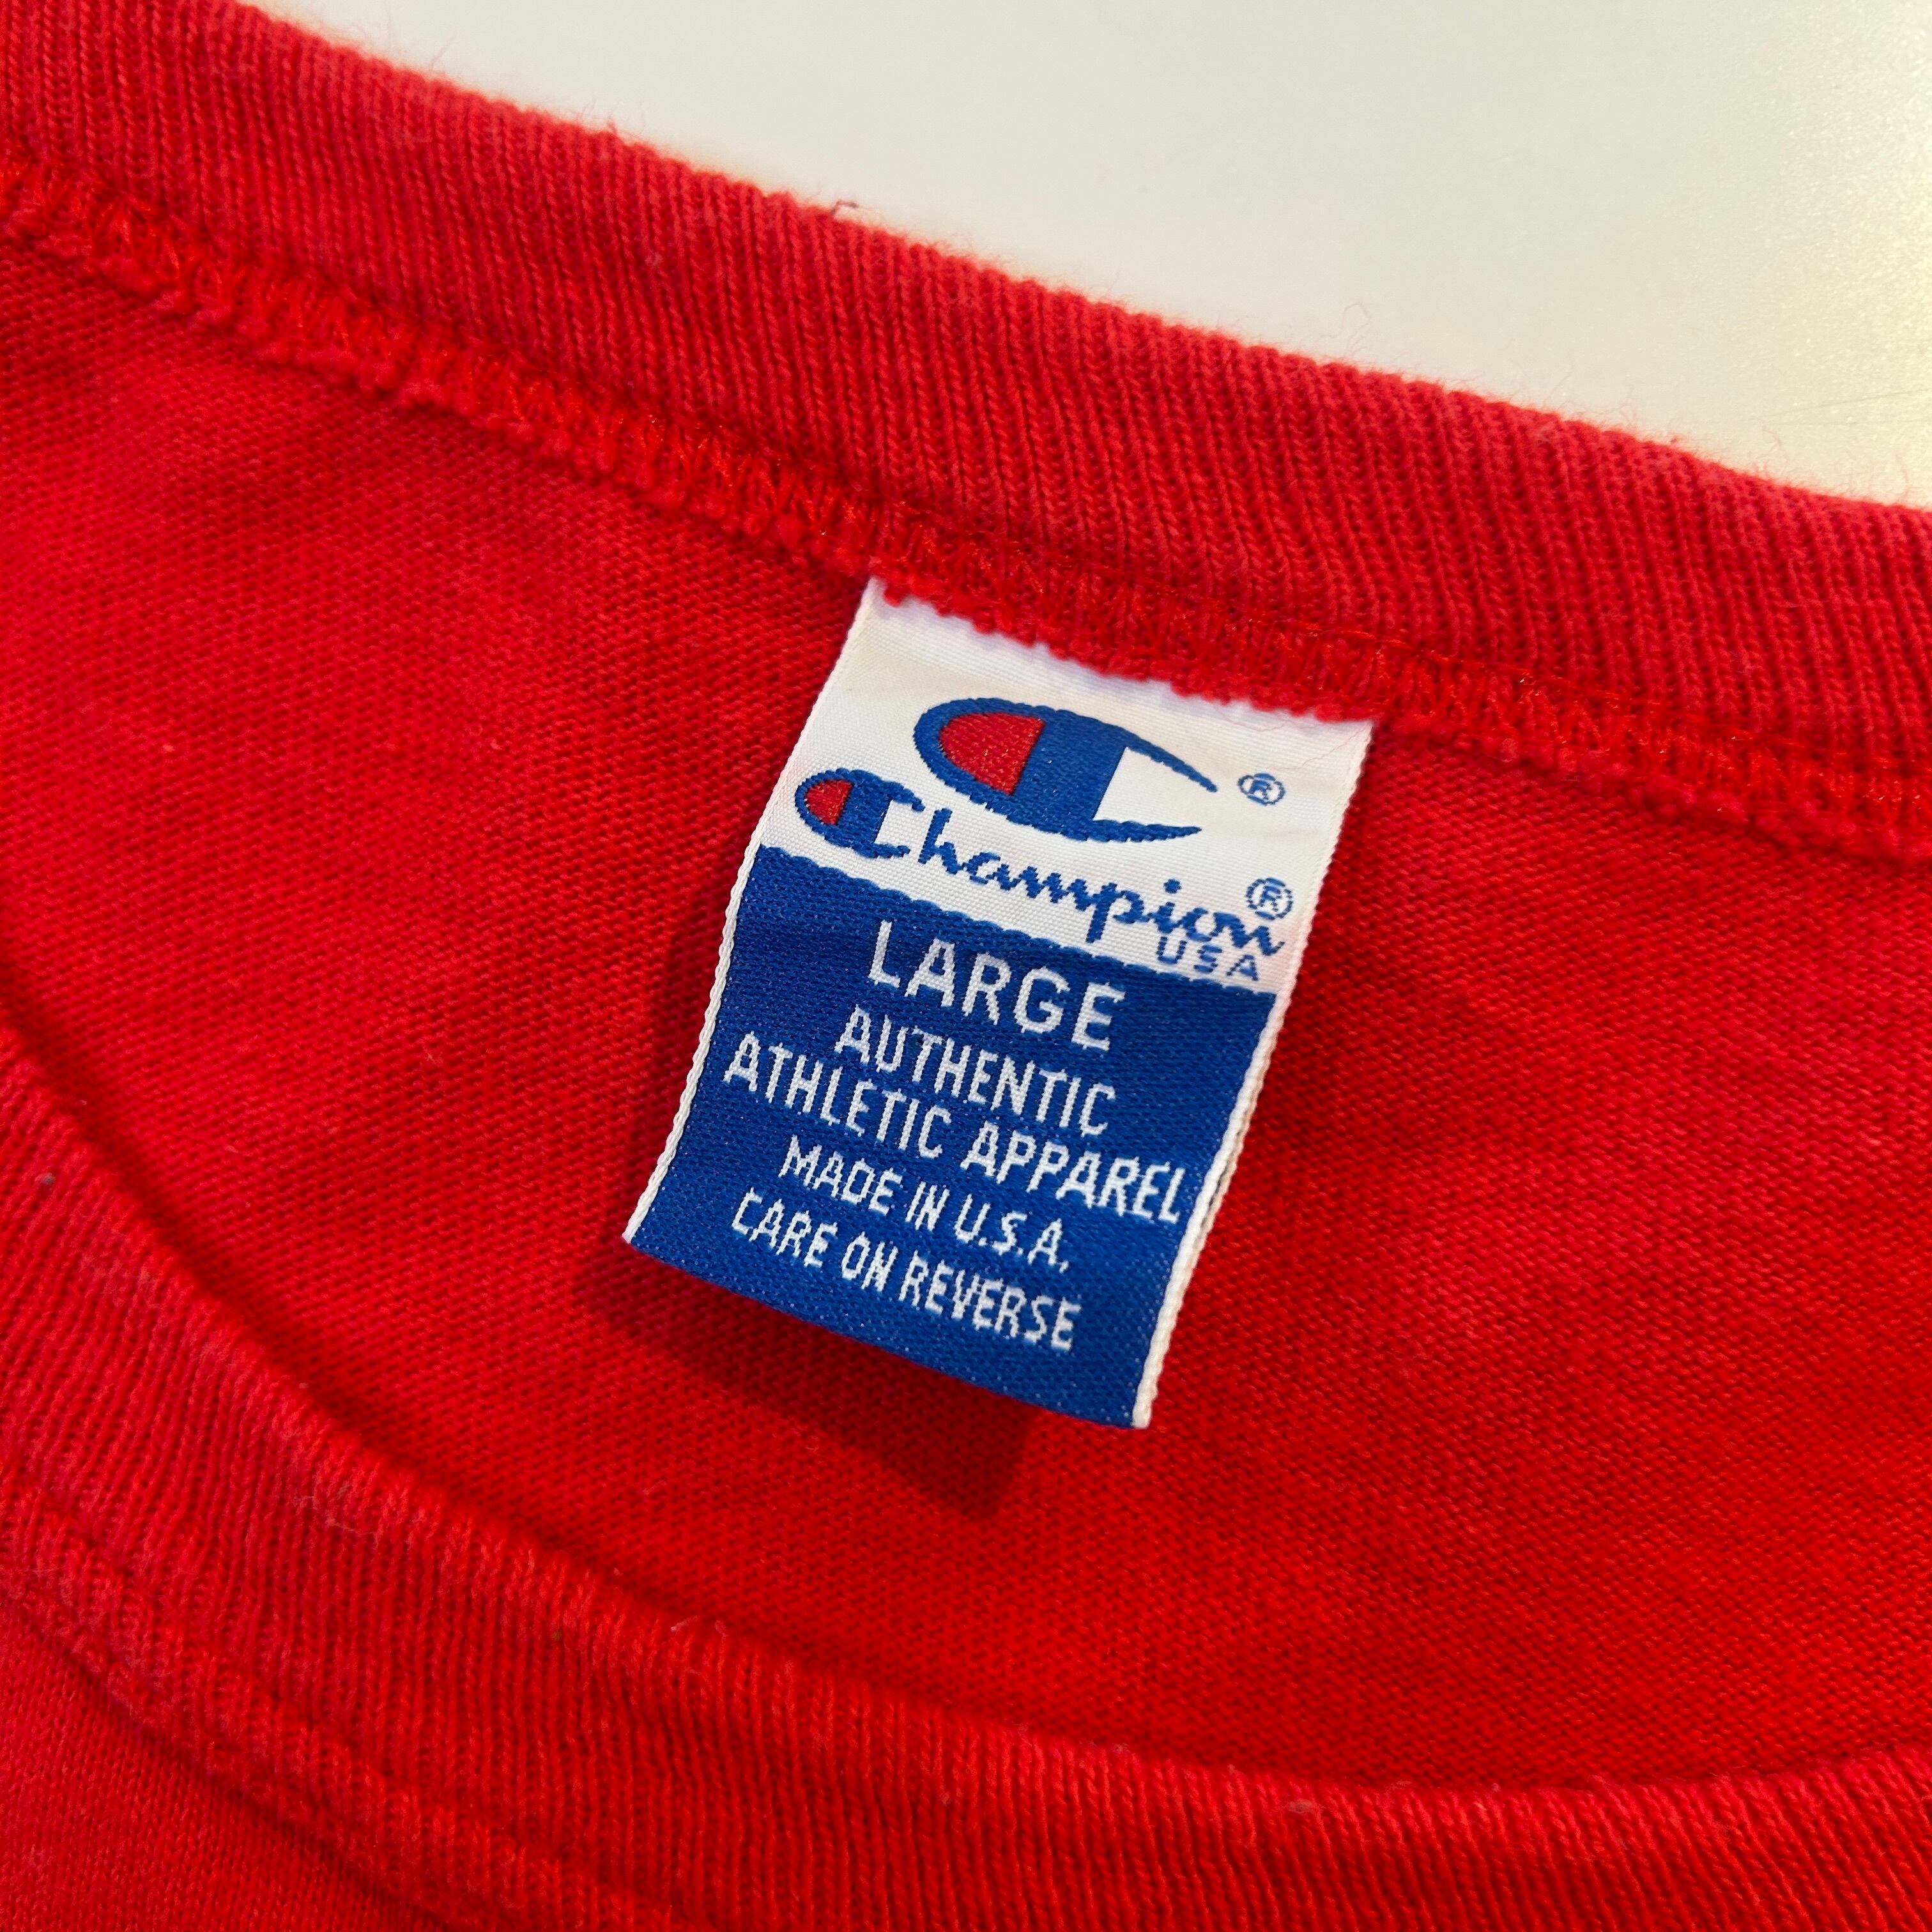 ®
Champion®
USA
LARGE
AUTHENTIC
ATHLETIC APPAREL
MADE IN U.S.A.
CARE ON REVERSE